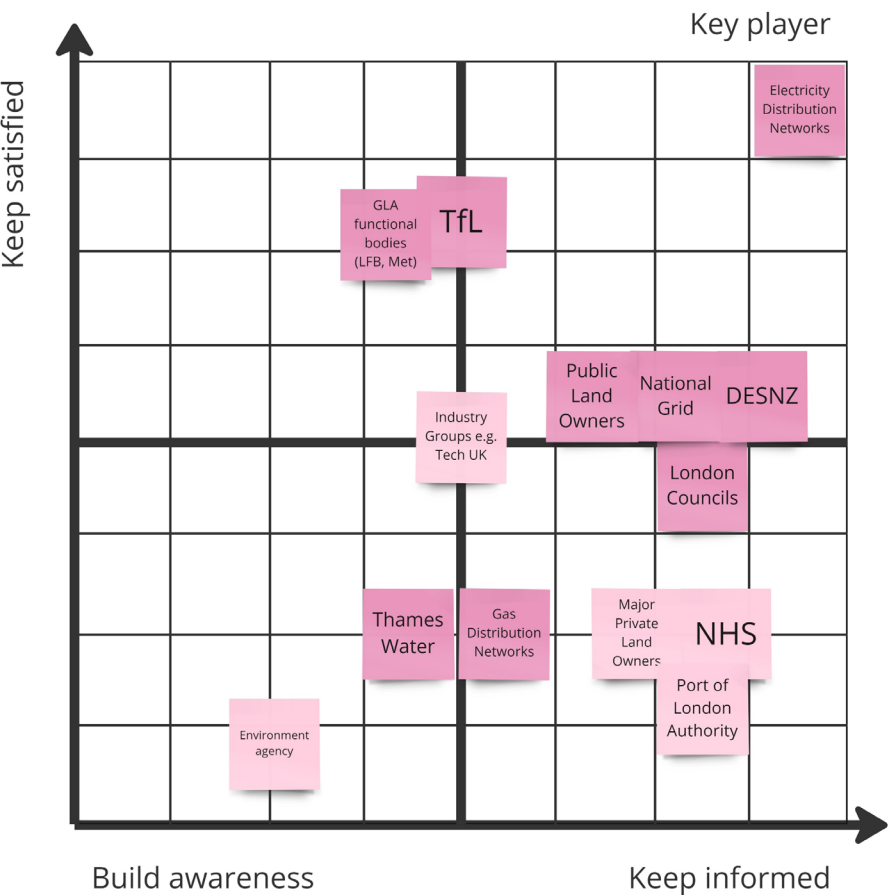 Key player
Keep satisfied
Electricity
Distribution
Networks
GLA
functional
bodies
(LFB, Met)
TfL
Public
Land
Owners
National
Grid
DESNZ
Industry
Groups e.g.
Tech UK
London
Councils
Thames
Water
Gas
Distribution
Networks
Major
Private
Land
Owners
NHS
Port of
London
Authority
Environment
agency
Build awareness
Keep informed